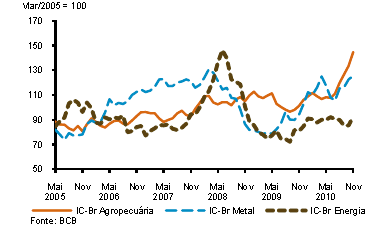 Mar/2005 = 100
170
150
130
110
90
70
50
Mai Nov Mai Nov Mai Nov Mai Nov Mai Nov Mai Nov
2005 2006 2007 2008 2009 2010
IC-Br Agropecuária IC-Br Metal IC-Br Energia
Fonte: BCB